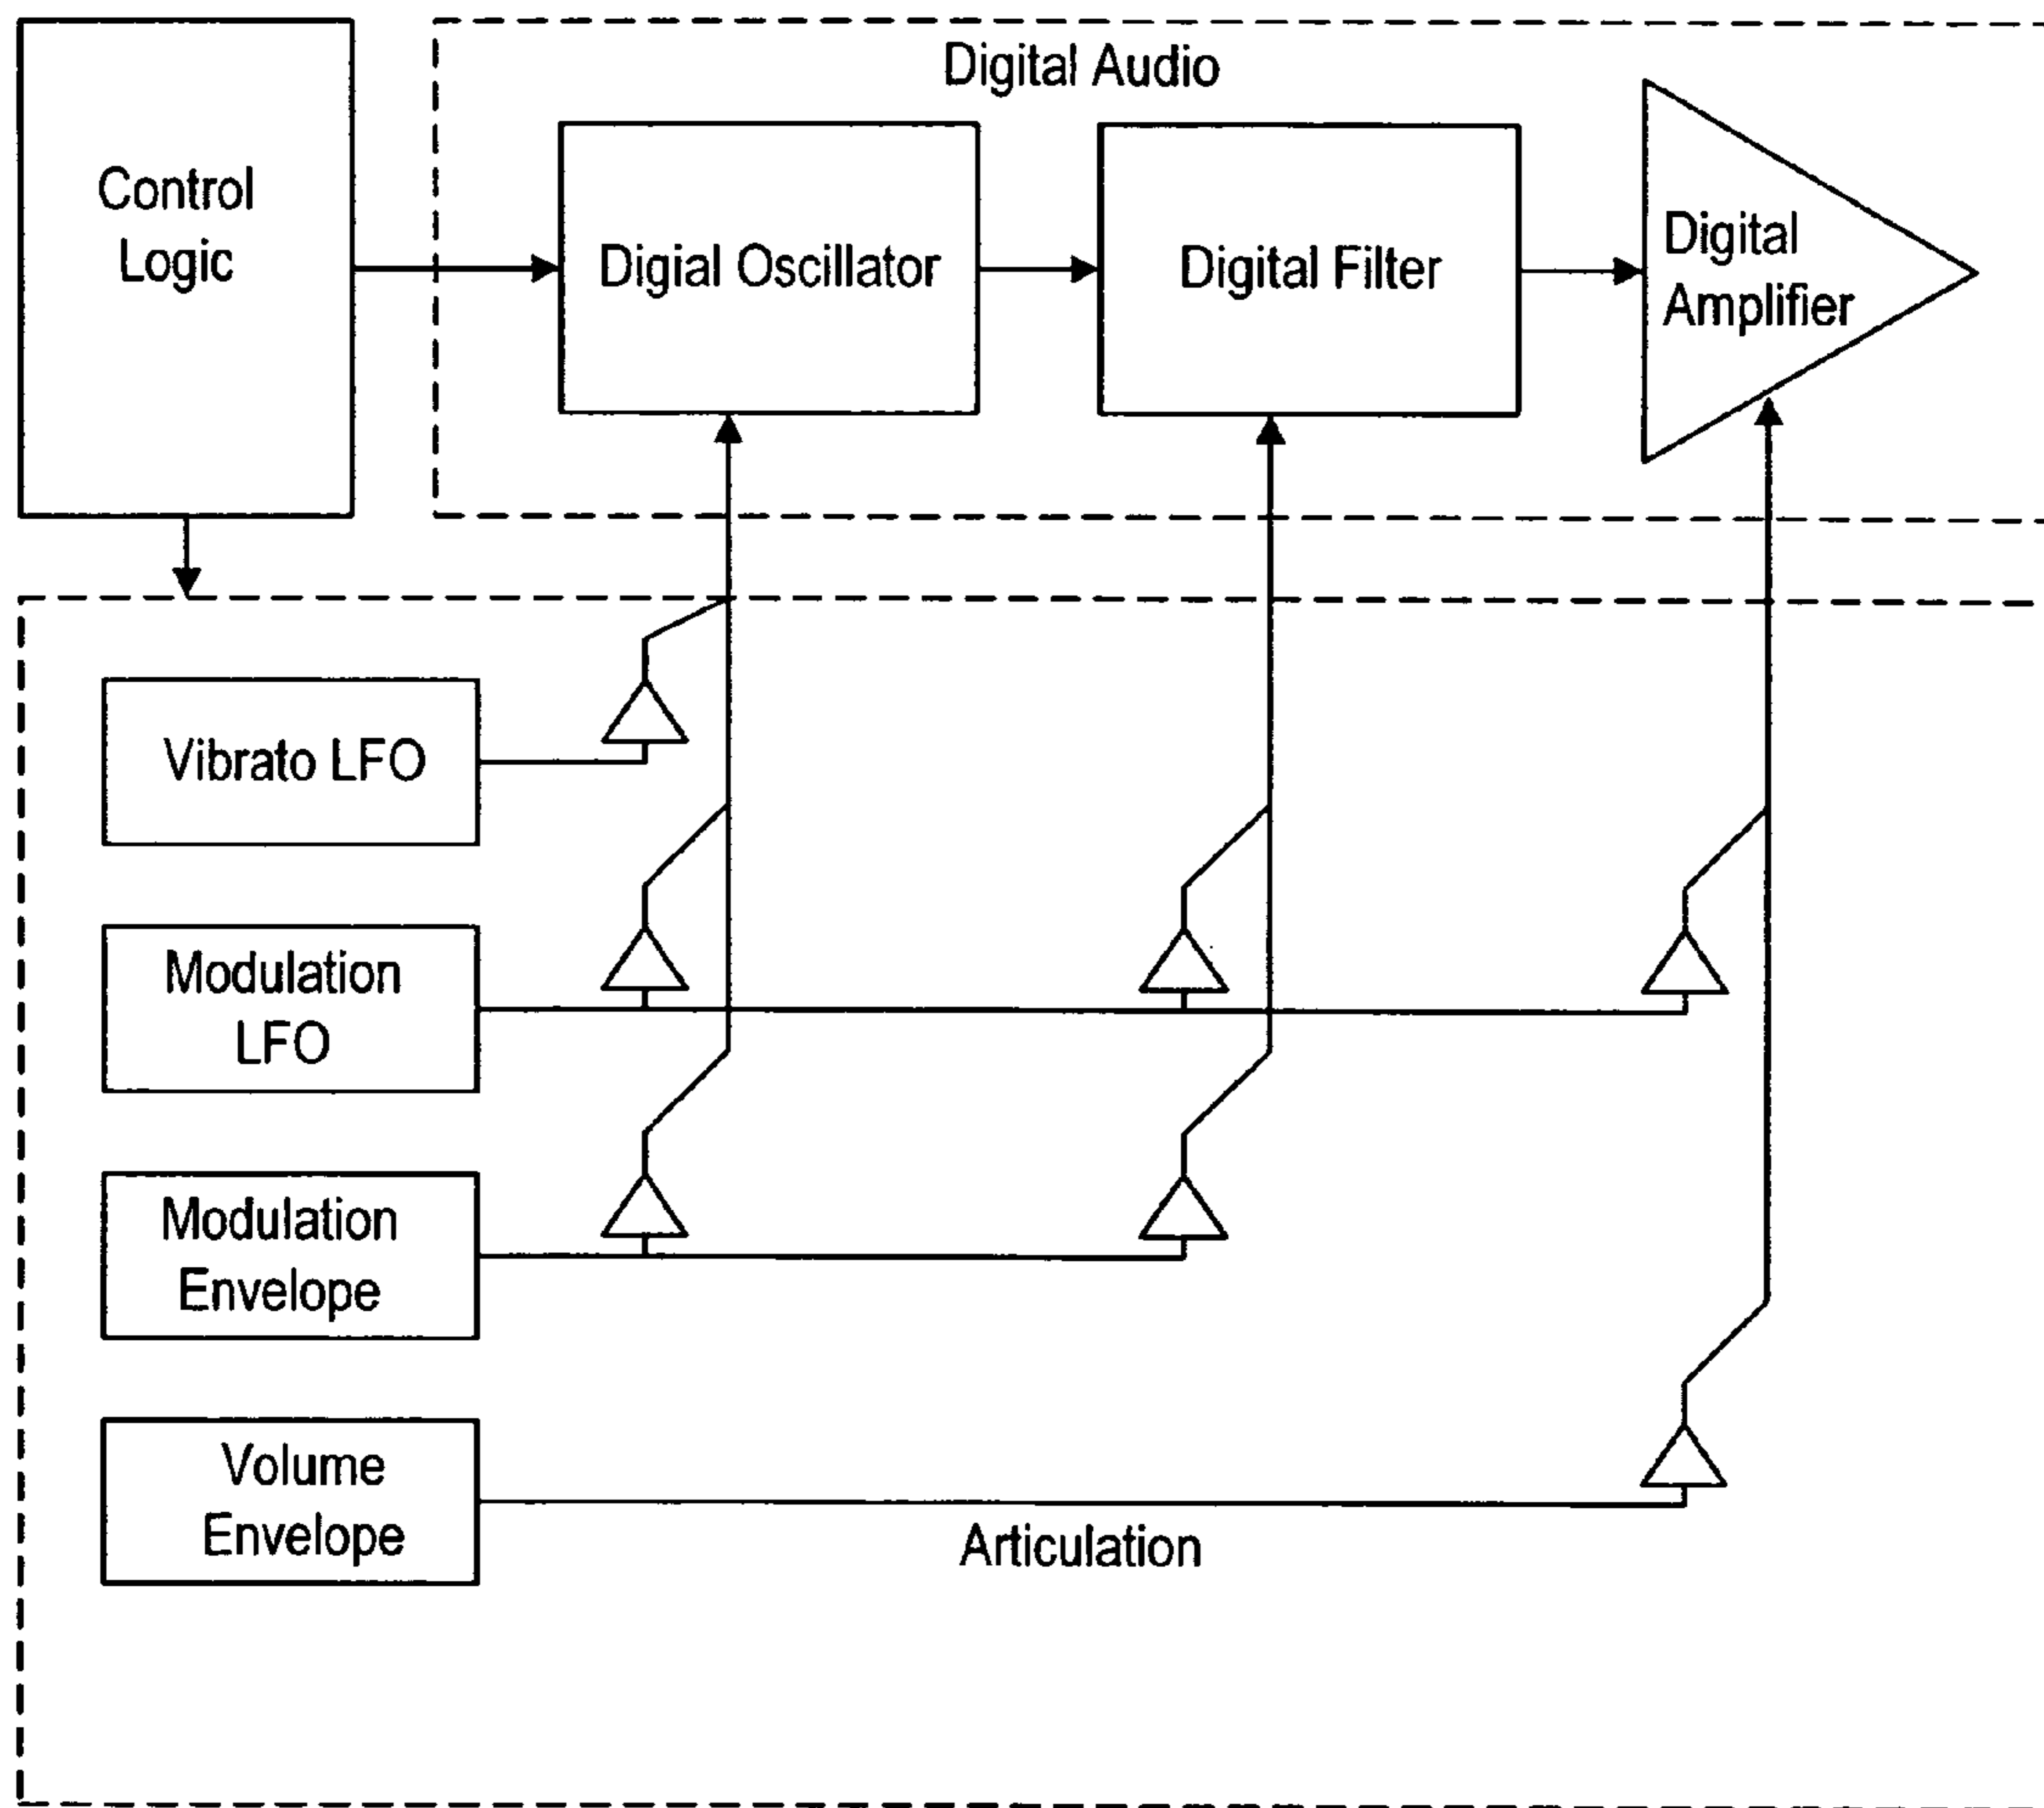 Digital Audio
Control
Logic
Digial Oscillator
Digital Filter
Digital
Amplifier
Vibrato LFO
Modulation
LFO
Modulation
Envelope
Volume
Envelope
Articulation